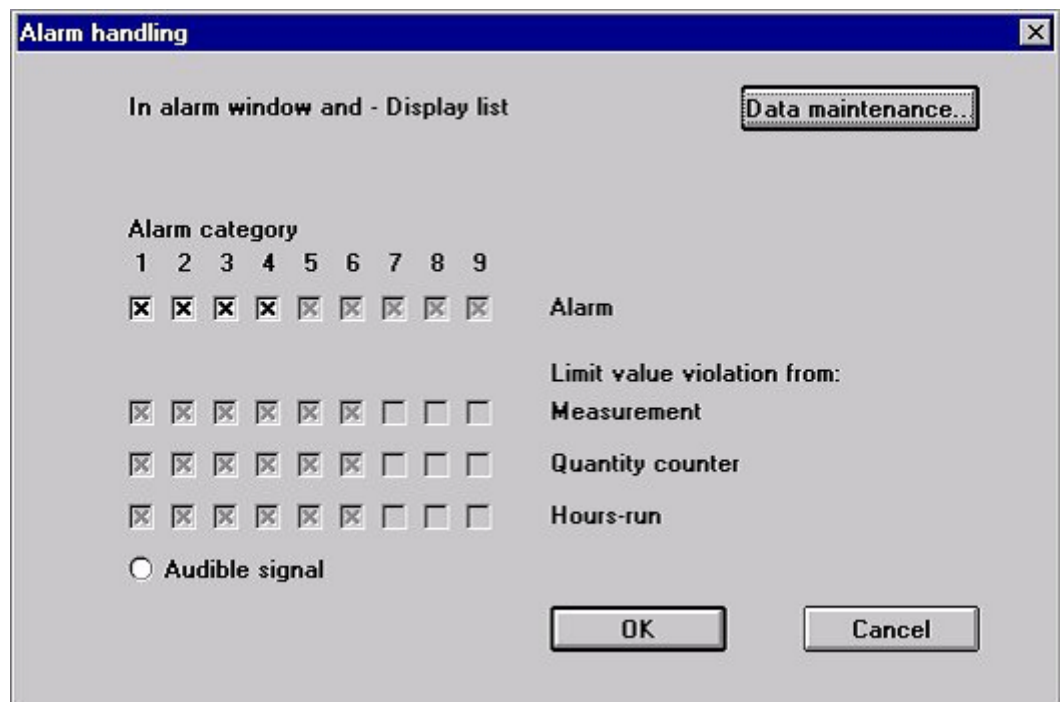 Alarm handling
In alarm window and - Display list
Data maintenance...
Alarm category
1 2 3 4 5 6 7 8 9
Alarm
Limit value violation from:
Measurement
Quantity counter
Hours-run
Audible signal
OK
Cancel